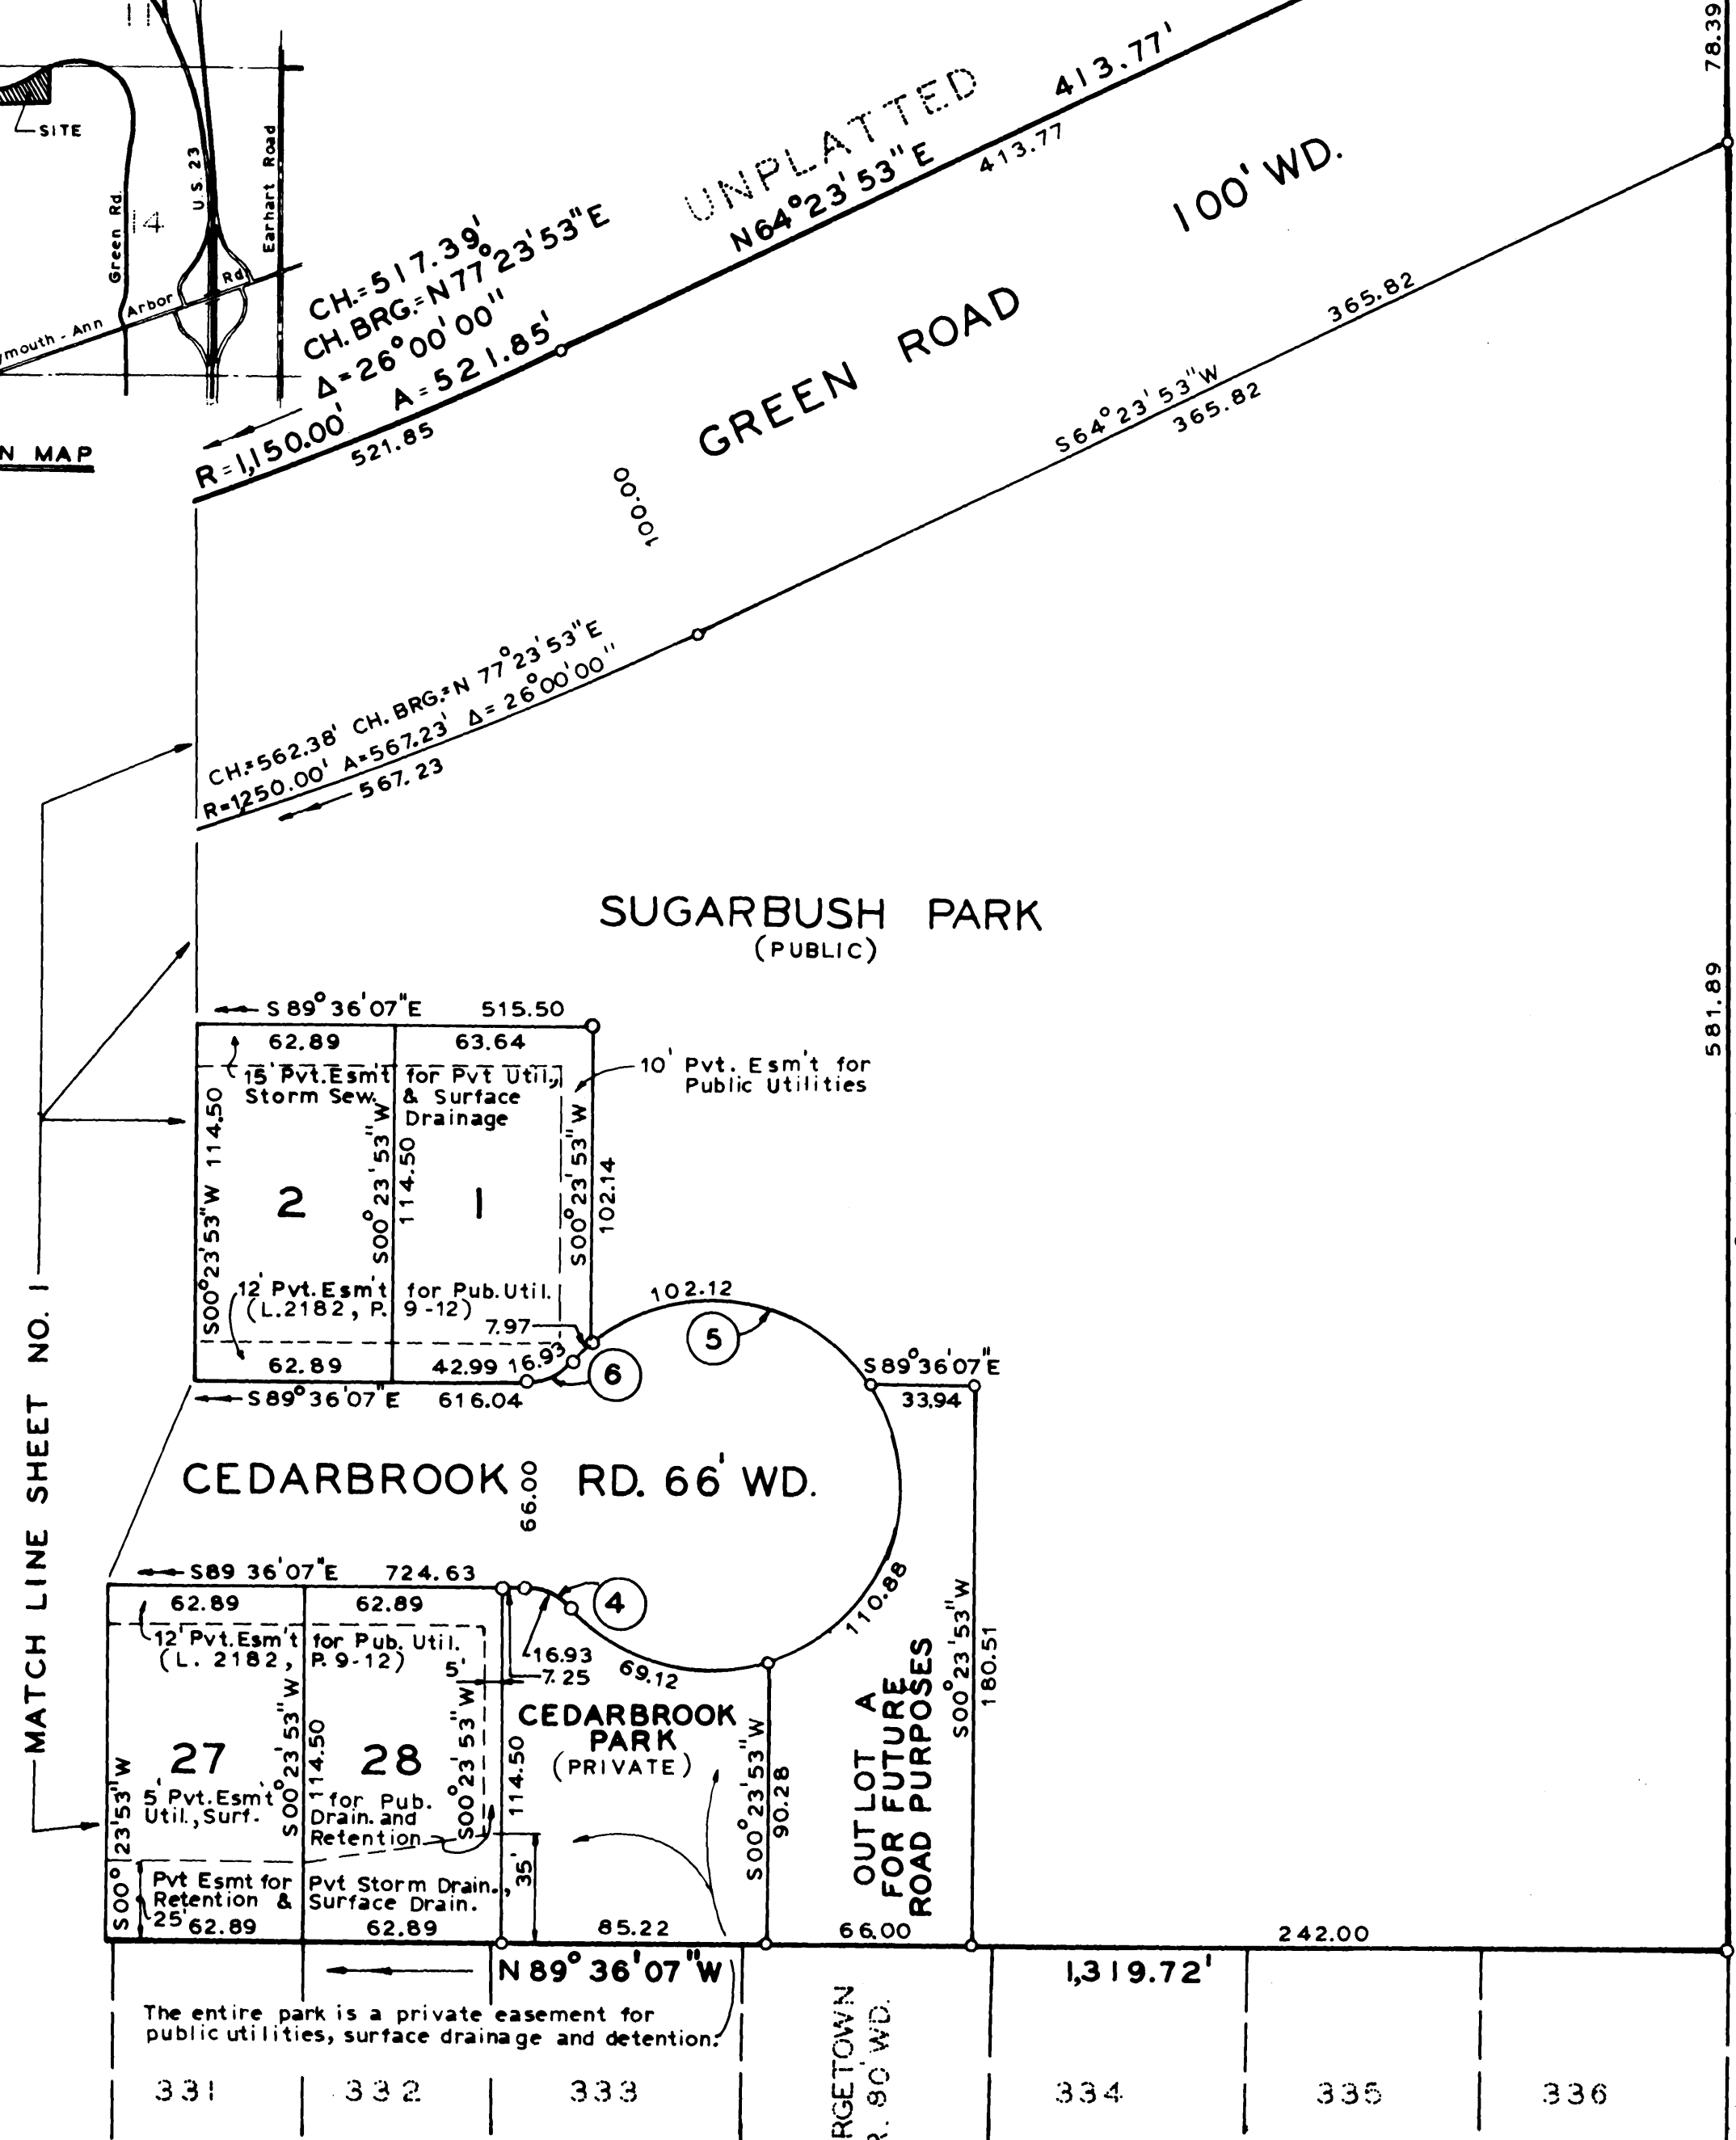 11
SITE
Green Rd.
14
U.S. 23
Earhart Road
ymouth - Ann Arbor Rd.
N MAP
CH.=517.39'
CH. BRG.=N77°23'53"E
Δ=26°00'00"
R=1,150.00' A=521.85'
521.85
UNPLATTED
N64°23'53"E 413.77'
413.77
78.39
100' WD.
GREEN ROAD
100.00
365.82
S64°23'53"W
365.82
CH.=562.38' CH. BRG.=N 77°23'53"E
R=1250.00' A=567.23' Δ=26°00'00"
567.23
SUGARBUSH PARK
(PUBLIC)
581.89
S89°36'07"E 515.50
62.89 63.64
15' Pvt. Esm't for Pvt Util.,
Storm Sew. & Surface
Drainage
10' Pvt. Esm't for
Public Utilities
S00°23'53"W 114.50
S00°23'53"W
114.50
S00°23'53"W
102.14
2
1
12' Pvt. Esm't for Pub. Util.
(L.2182, P. 9-12)
7.97
62.89 42.99 16.93
6
S89°36'07"E 616.04
102.12
5
S89°36'07"E
33.94
MATCH LINE SHEET NO. 1
CEDARBROOK RD. 66' WD.
66.00
S89 36'07"E 724.63
62.89 62.89
4
12' Pvt. Esm't for Pub. Util.
(L. 2182, P. 9-12)
5'
16.93
7.25
69.12
110.88
CEDARBROOK
PARK
(PRIVATE)
27
28
S00°23'53"W
S00°23'53"W
114.50
S00°23'53"W
114.50
S00°23'53"W
90.28
5' Pvt. Esm't for Pub.
Util., Surf. Drain. and
Retention
Pvt Esmt for Pvt Storm Drain.,
Retention & Surface Drain.
25'
35'
OUT LOT A
FOR FUTURE
ROAD PURPOSES
S00°23'53"W
180.51
62.89 62.89 85.22 66.00 242.00
N89°36'07"W 1,319.72'
The entire park is a private easement for
public utilities, surface drainage and detention.
RGETOWN
R. 80' WD.
331 332 333 334 335 336